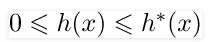 0 ⩽ h(x) ⩽ h*(x)